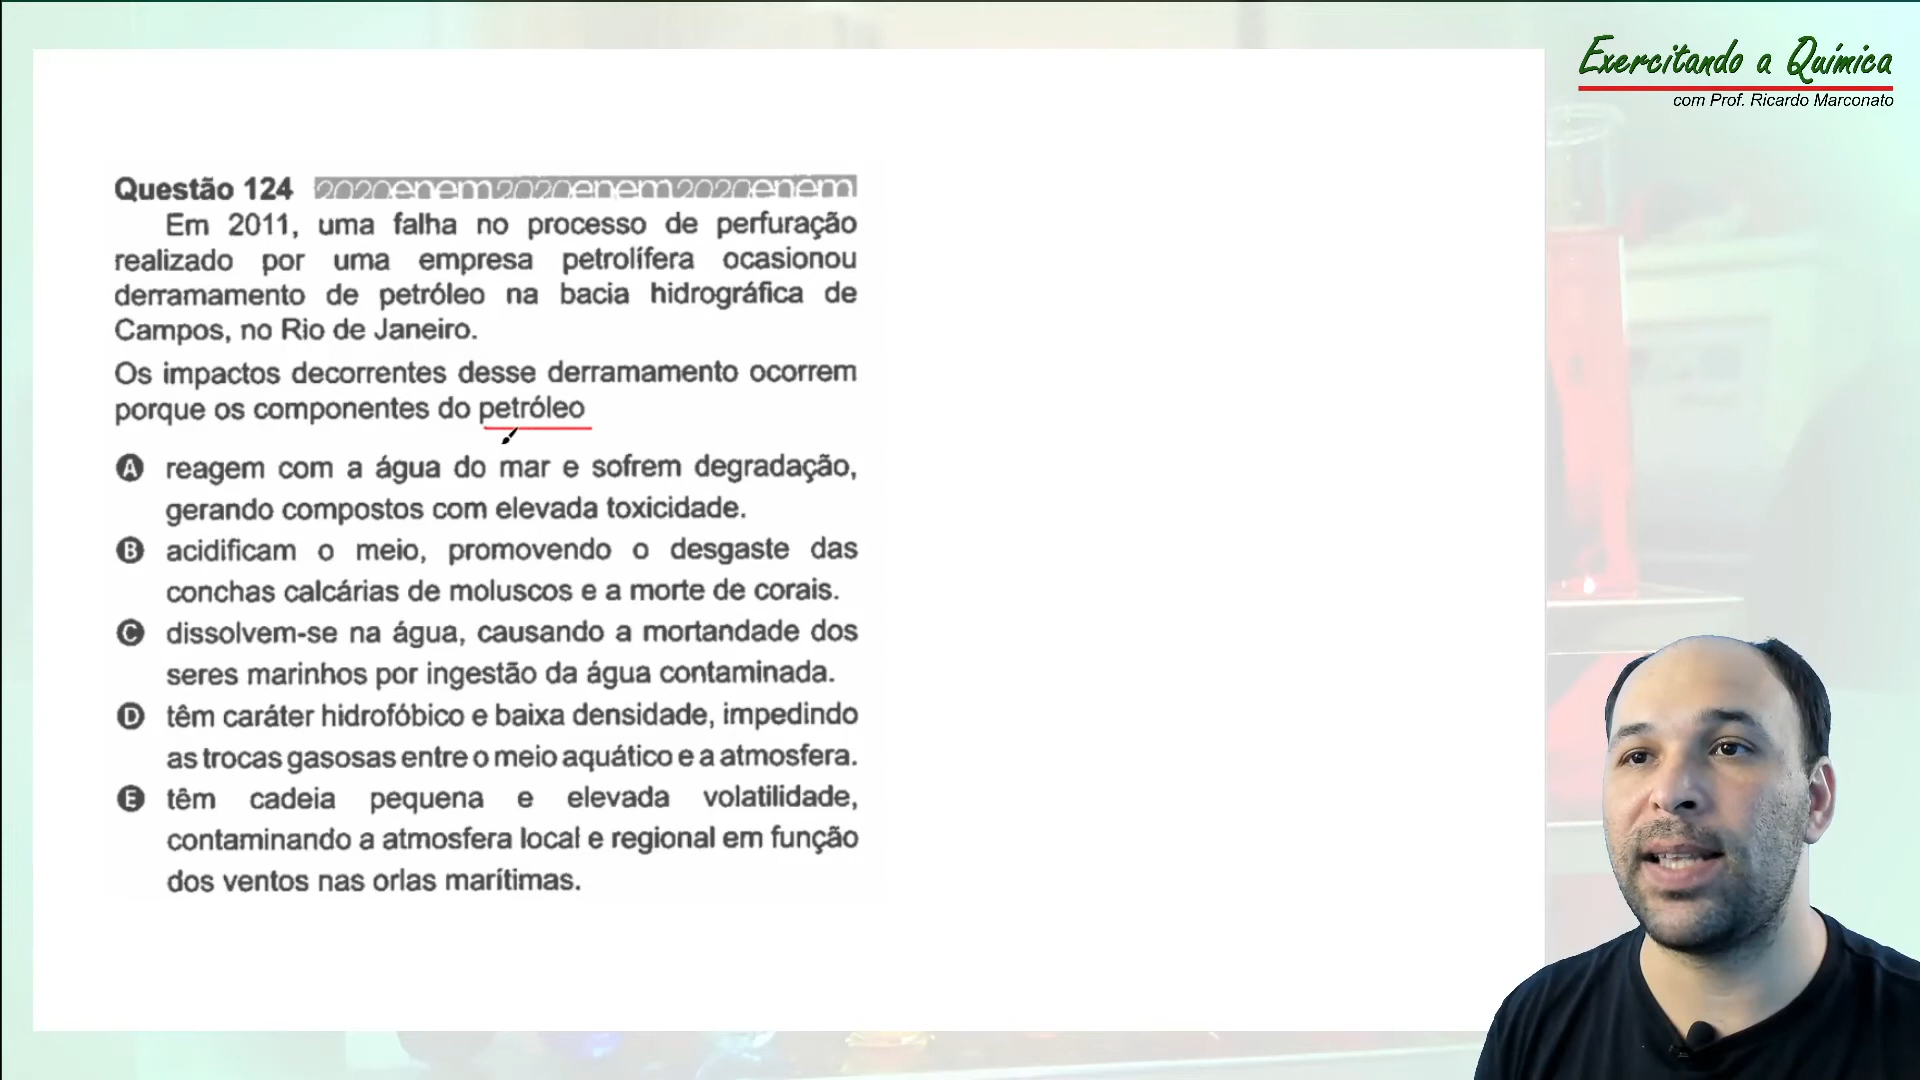 Exercitando a Química
com Prof. Ricardo Marconato
Questão 124 2020enem2020enem2020enem
Em 2011, uma falha no processo de perfuração
realizado por uma empresa petrolífera ocasionou
derramamento de petróleo na bacia hidrográfica de
Campos, no Rio de Janeiro.
Os impactos decorrentes desse derramamento ocorrem
porque os componentes do petróleo
A reagem com a água do mar e sofrem degradação,
gerando compostos com elevada toxicidade.
B acidificam o meio, promovendo o desgaste das
conchas calcárias de moluscos e a morte de corais.
C dissolvem-se na água, causando a mortandade dos
seres marinhos por ingestão da água contaminada.
D têm caráter hidrofóbico e baixa densidade, impedindo
as trocas gasosas entre o meio aquático e a atmosfera.
E têm cadeia pequena e elevada volatilidade,
contaminando a atmosfera local e regional em função
dos ventos nas orlas marítimas.